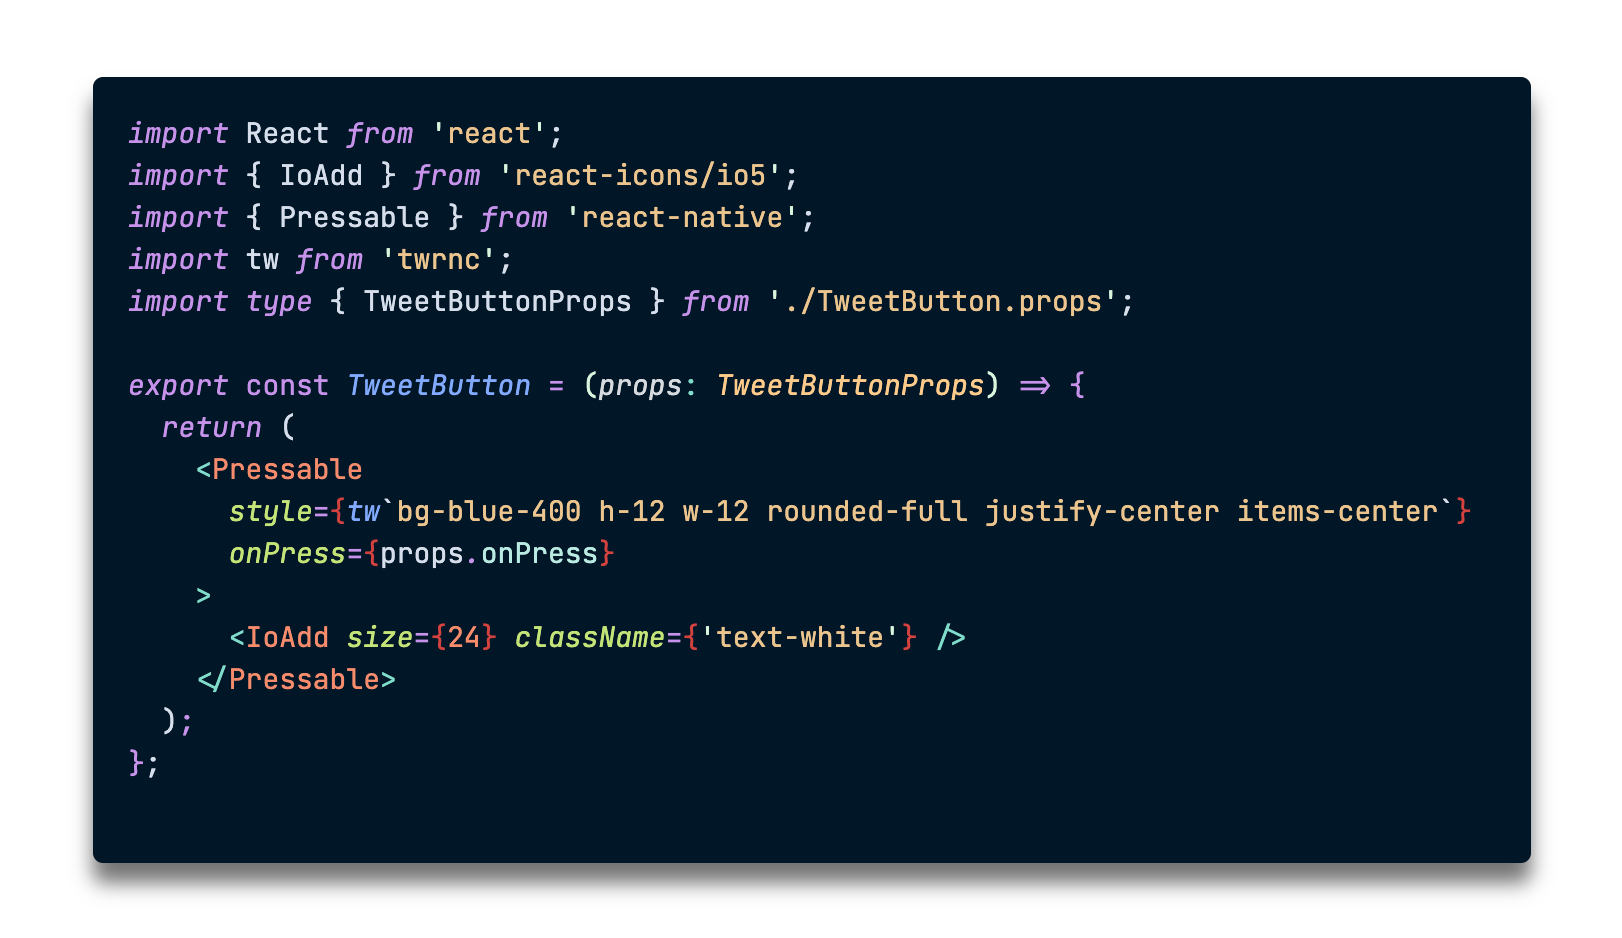 import React from 'react';
import { IoAdd } from 'react-icons/io5';
import { Pressable } from 'react-native';
import tw from 'twrnc';
import type { TweetButtonProps } from './TweetButton.props';

export const TweetButton = (props: TweetButtonProps) => {
  return (
    <Pressable
      style={tw`bg-blue-400 h-12 w-12 rounded-full justify-center items-center`}
      onPress={props.onPress}
    >
      <IoAdd size={24} className={'text-white'} />
    </Pressable>
  );
};